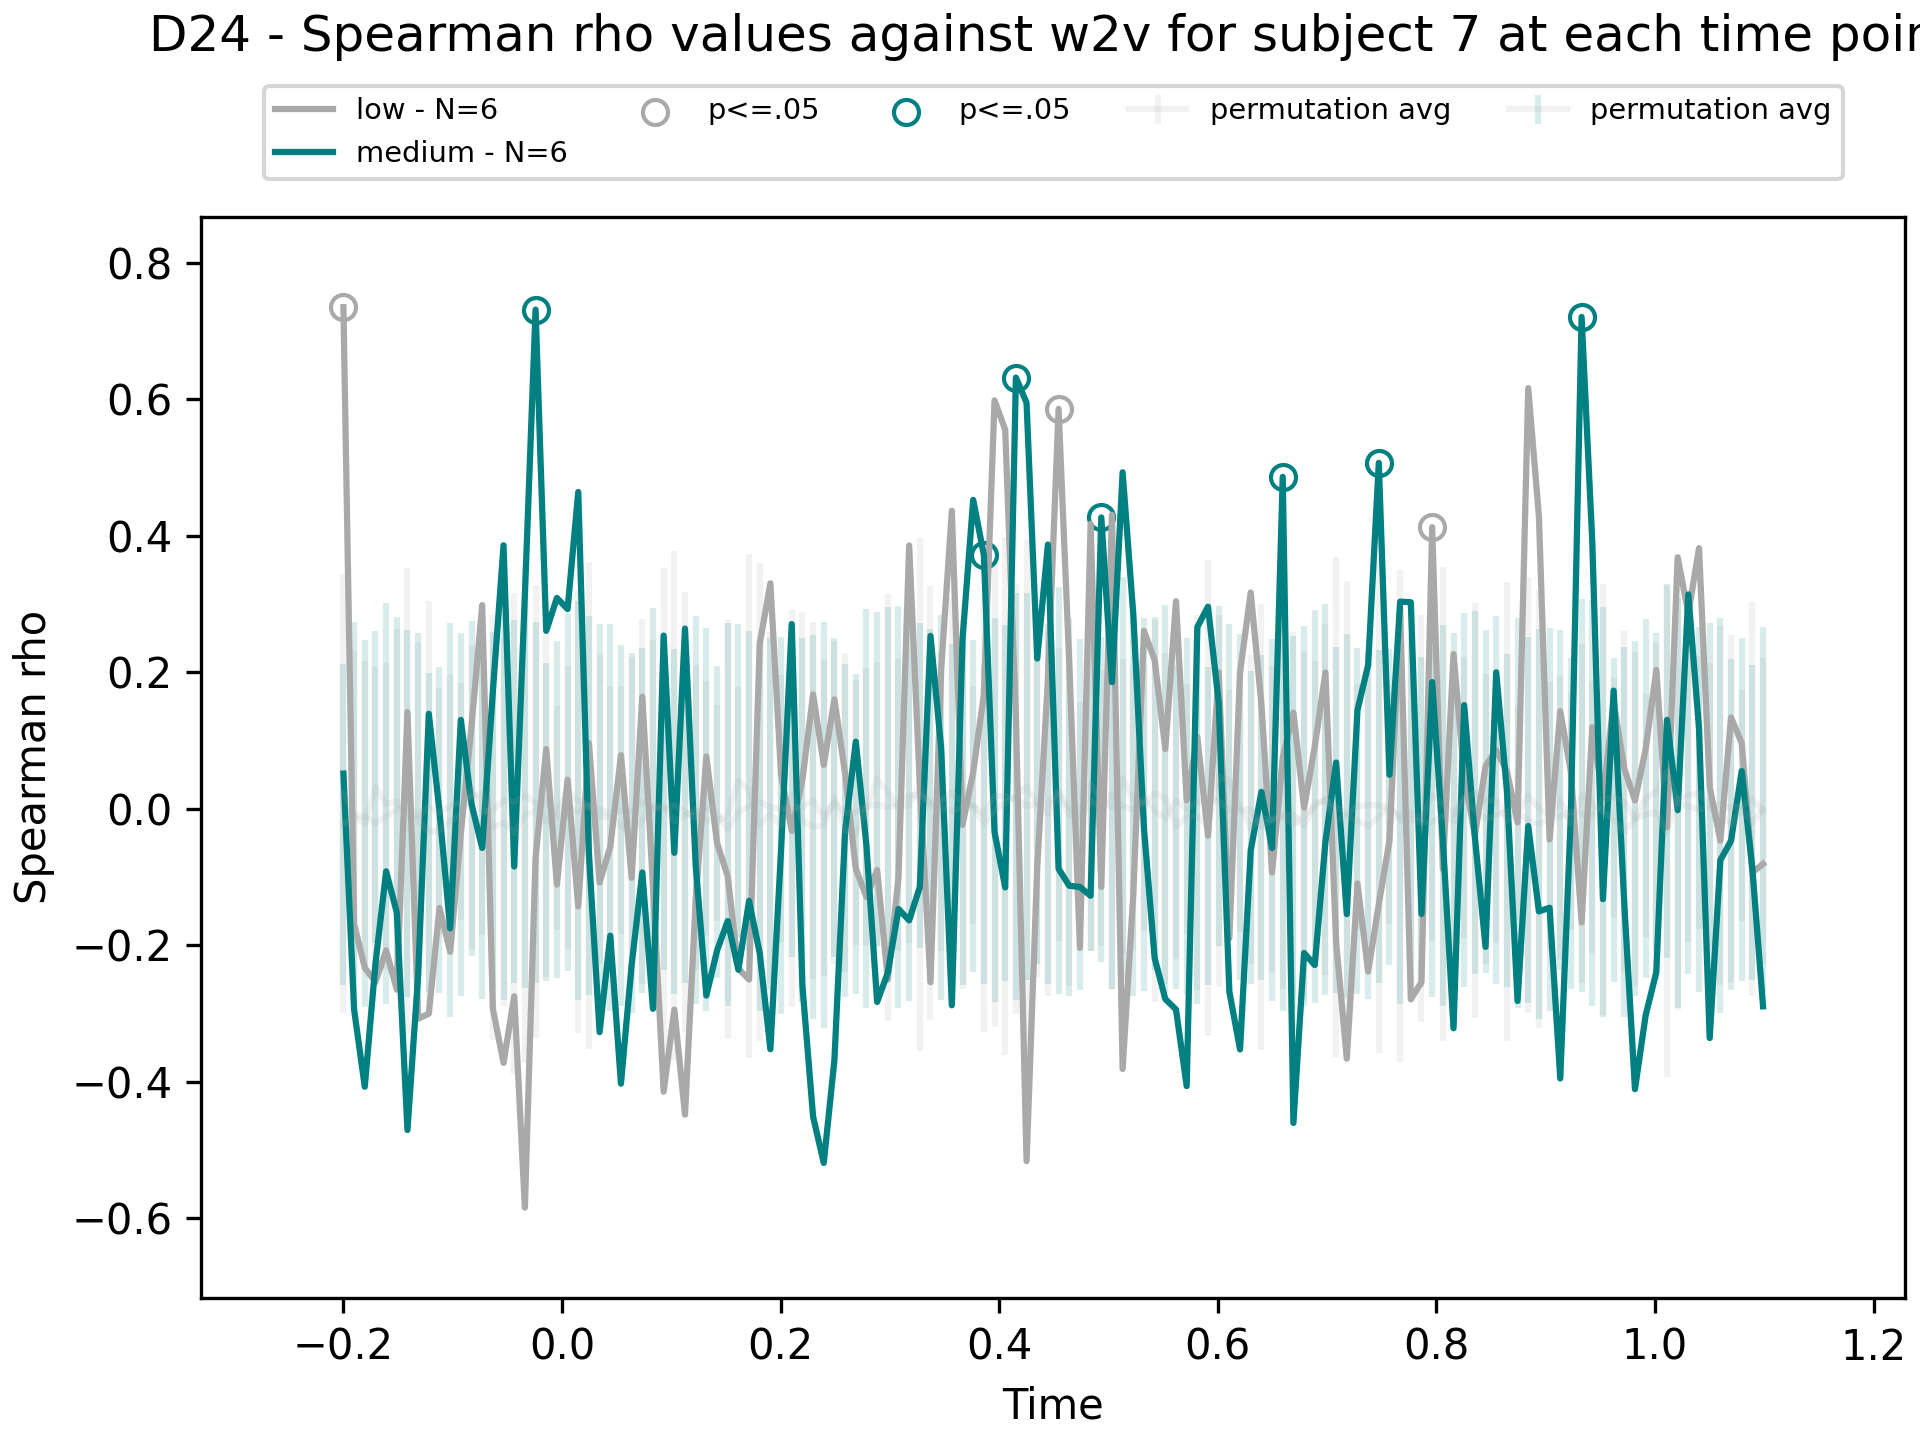 D24 - Spearman rho values against w2v for subject 7 at each time poin
low - N=6 p<=.05 p<=.05 permutation avg permutation avg
medium - N=6
0.8
0.6
0.4
0.2
0.0
−0.2
−0.4
−0.6
Spearman rho
−0.2 0.0 0.2 0.4 0.6 0.8 1.0 1.2
Time